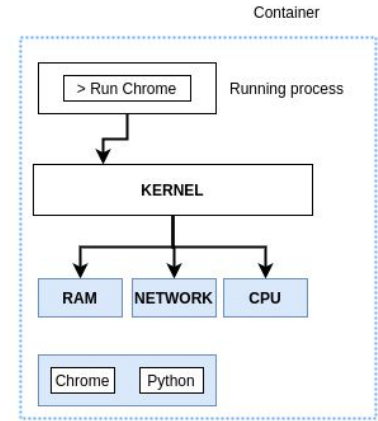 Container
> Run Chrome
Running process
KERNEL
RAM
NETWORK
CPU
Chrome
Python